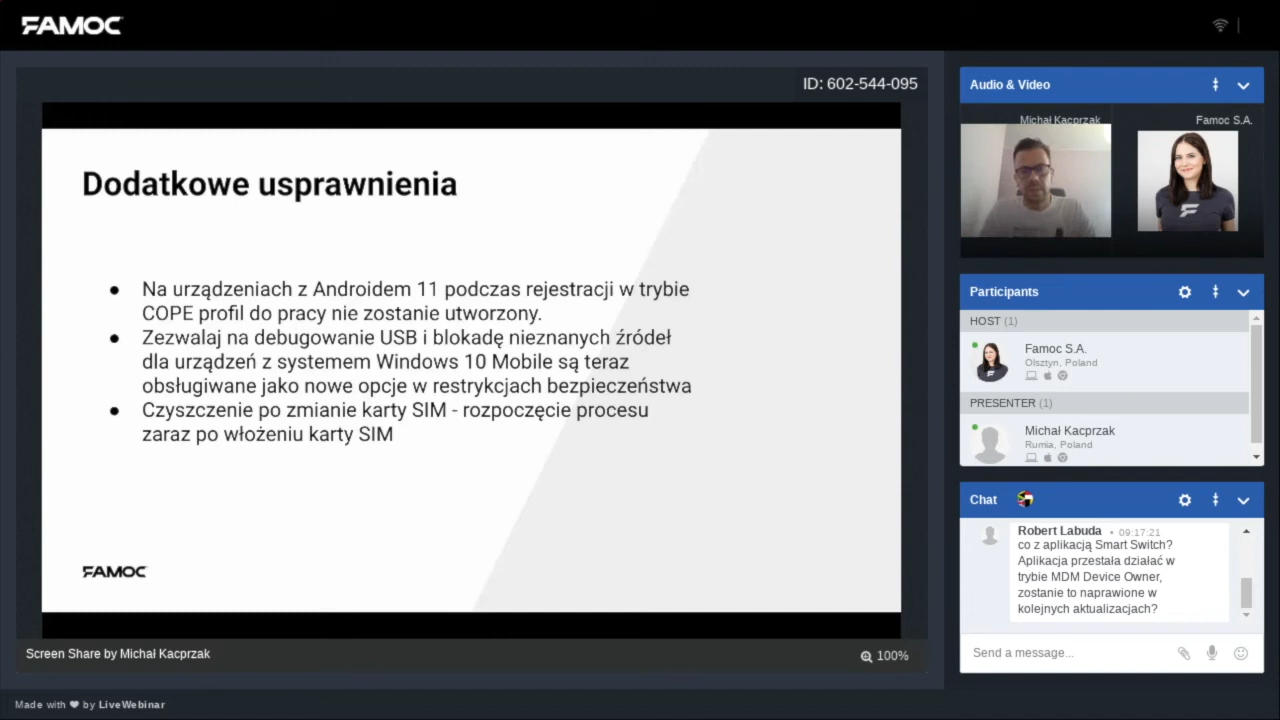 FAMOC
ID: 602-544-095
Dodatkowe usprawnienia
● Na urządzeniach z Androidem 11 podczas rejestracji w trybie
COPE profil do pracy nie zostanie utworzony.
● Zezwalaj na debugowanie USB i blokadę nieznanych źródeł
dla urządzeń z systemem Windows 10 Mobile są teraz
obsługiwane jako nowe opcje w restrykcjach bezpieczeństwa
● Czyszczenie po zmianie karty SIM - rozpoczęcie procesu
zaraz po włożeniu karty SIM
FAMOC
Screen Share by Michał Kacprzak
100%
Made with ❤ by LiveWebinar
Audio & Video
Michał Kacprzak
Famoc S.A.
Participants
HOST (1)
Famoc S.A.
Olsztyn, Poland
PRESENTER (1)
Michał Kacprzak
Rumia, Poland
Chat
Robert Labuda • 09:17:21
co z aplikacją Smart Switch?
Aplikacja przestała działać w
trybie MDM Device Owner,
zostanie to naprawione w
kolejnych aktualizacjach?
Send a message...